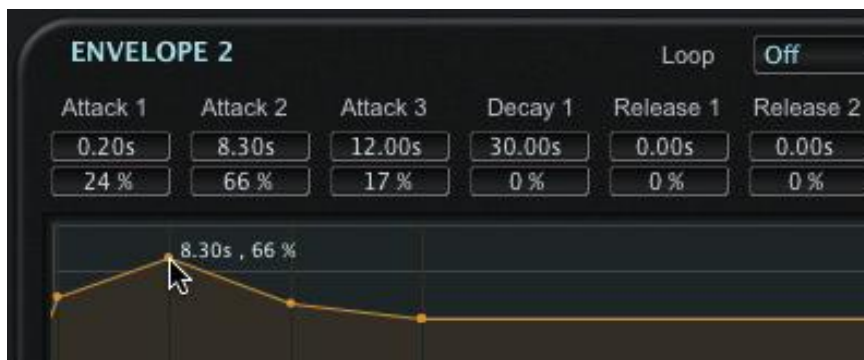 ENVELOPE 2 Loop Off
Attack 1 Attack 2 Attack 3 Decay 1 Release 1 Release 2
0.20s 8.30s 12.00s 30.00s 0.00s 0.00s
24 % 66 % 17 % 0 % 0 % 0 %
8.30s , 66 %